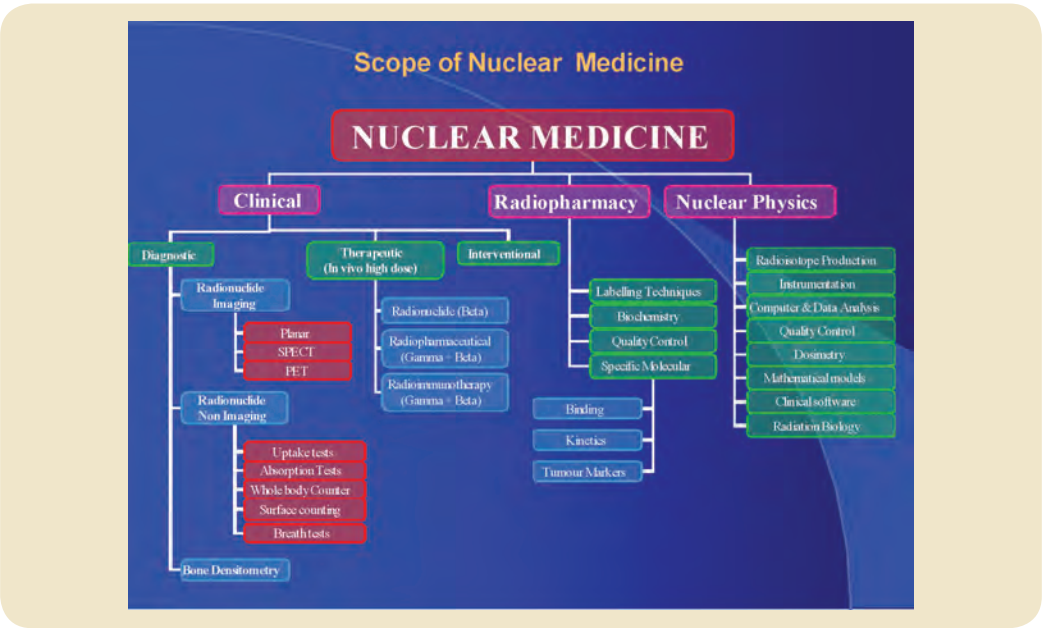 Scope of Nuclear Medicine
NUCLEAR MEDICINE
Clinical
Radiopharmacy
Nuclear Physics
Diagnostic
Therapeutic
(In vivo high dose)
Interventional
Radionuclide
Imaging
Planar
SPECT
PET
Radionuclide
Non Imaging
Uptake tests
Absorption Tests
Whole body Counter
Surface counting
Breath tests
Bone Densitometry
Radionuclide (Beta)
Radiopharmaceutical
(Gamma + Beta)
Radioimmunotherapy
(Gamma + Beta)
Labelling Techniques
Biochemistry
Quality Control
Specific Molecular
Binding
Kinetics
Tumour Markers
Radioisotope Production
Instrumentation
Computer & Data Analysis
Quality Control
Dosimetry
Mathematical models
Clinical software
Radiation Biology